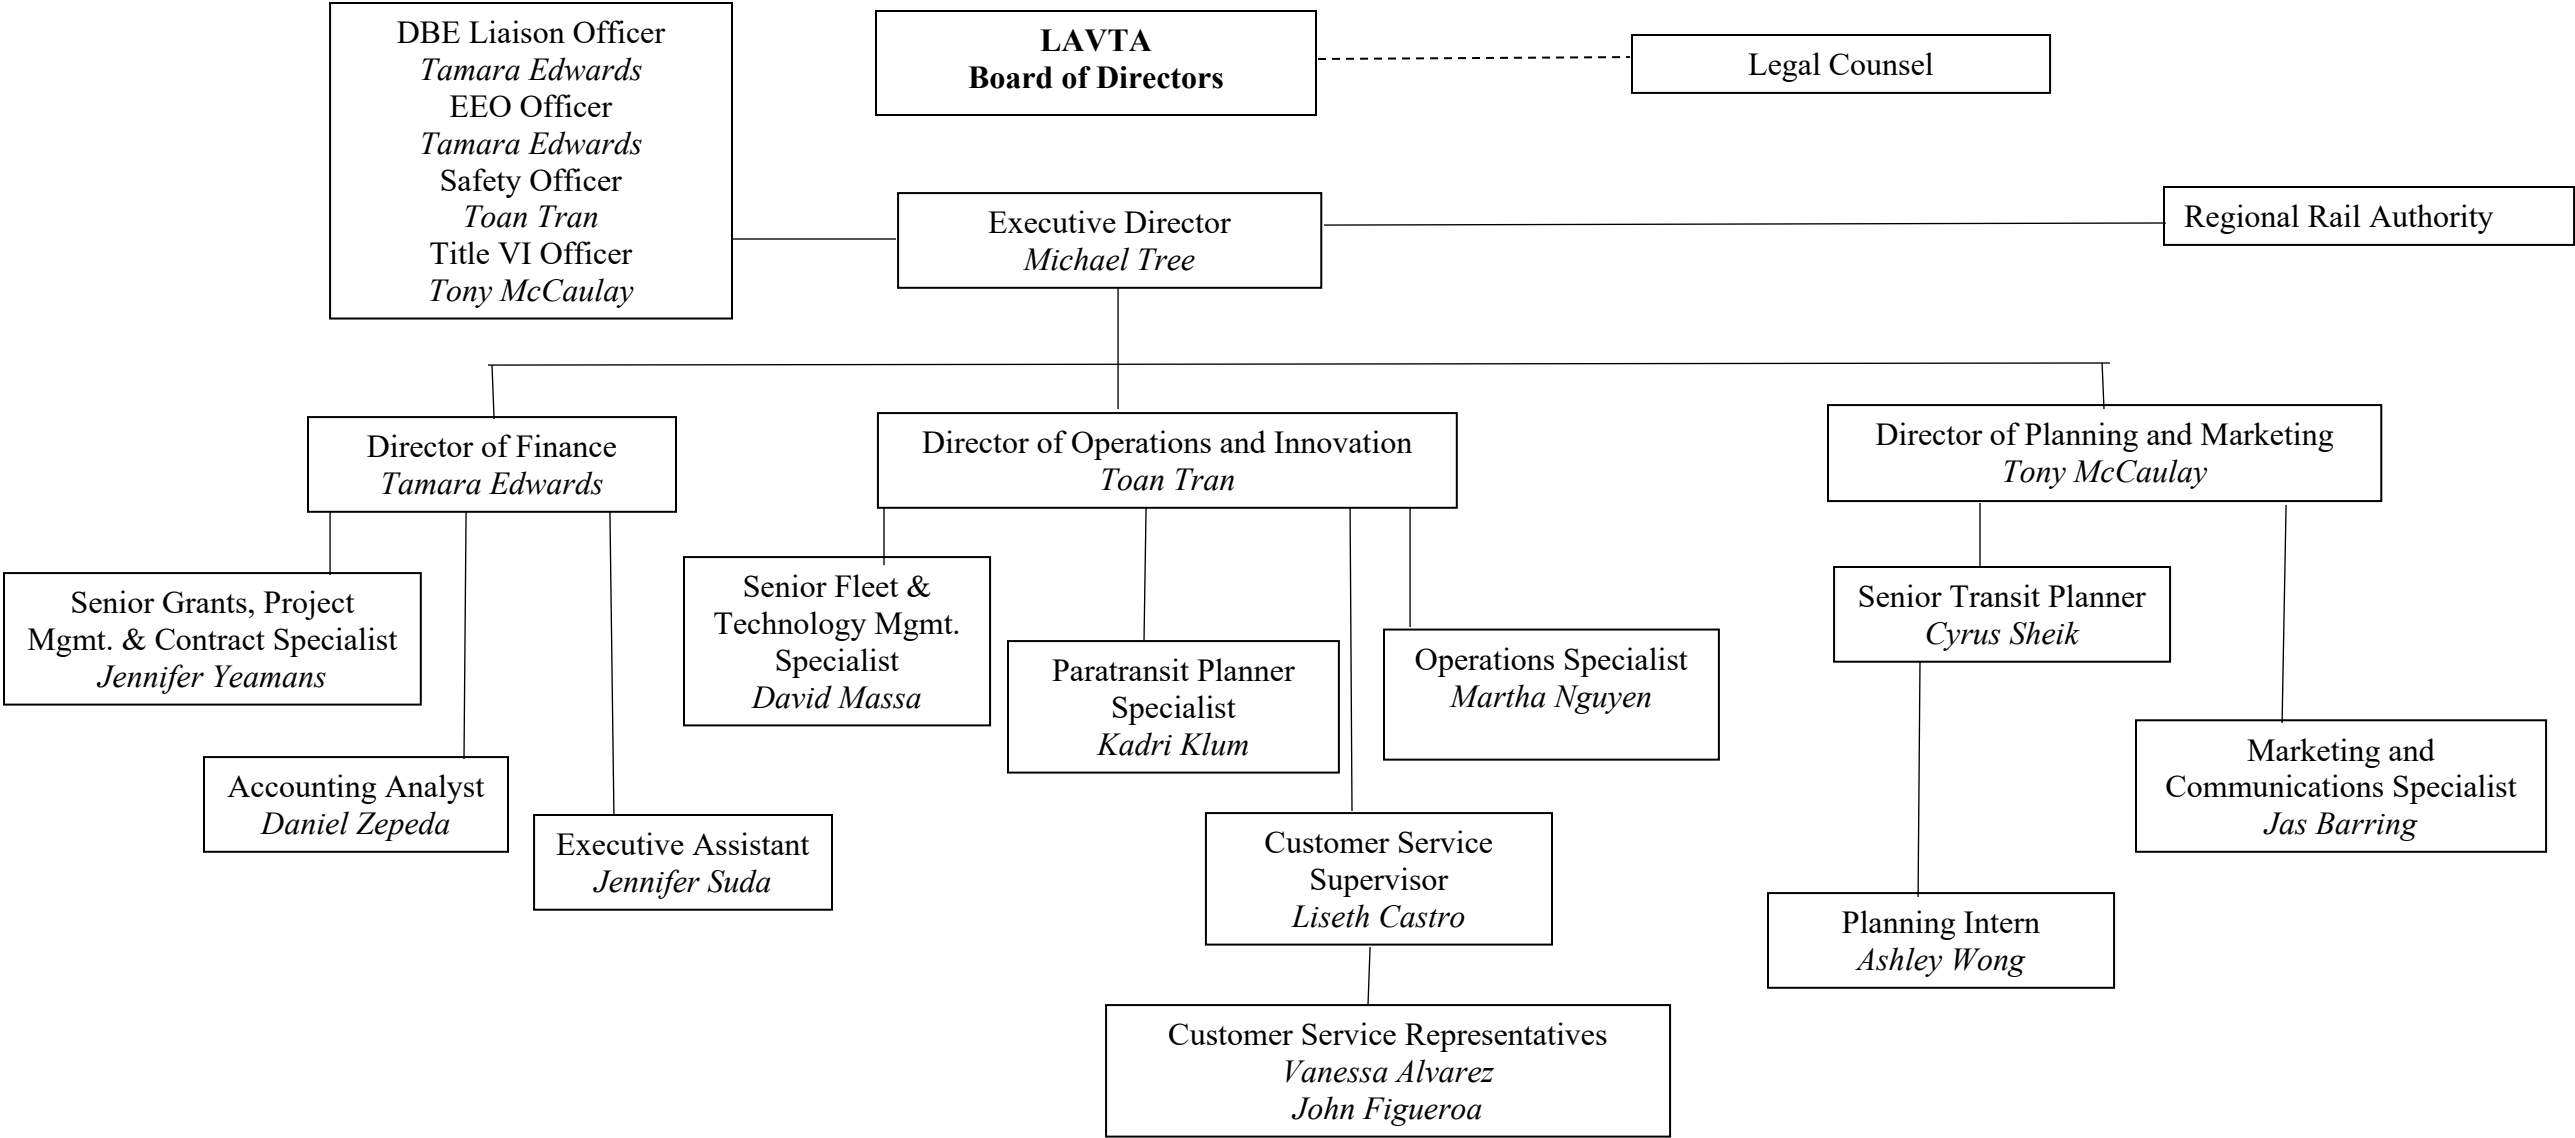 DBE Liaison Officer
Tamara Edwards
EEO Officer
Tamara Edwards
Safety Officer
Toan Tran
Title VI Officer
Tony McCaulay
LAVTA
Board of Directors
Legal Counsel
Executive Director
Michael Tree
Regional Rail Authority
Director of Finance
Tamara Edwards
Director of Operations and Innovation
Toan Tran
Director of Planning and Marketing
Tony McCaulay
Senior Grants, Project
Mgmt. & Contract Specialist
Jennifer Yeamans
Accounting Analyst
Daniel Zepeda
Executive Assistant
Jennifer Suda
Senior Fleet &
Technology Mgmt.
Specialist
David Massa
Paratransit Planner
Specialist
Kadri Klum
Operations Specialist
Martha Nguyen
Customer Service
Supervisor
Liseth Castro
Customer Service Representatives
Vanessa Alvarez
John Figueroa
Senior Transit Planner
Cyrus Sheik
Marketing and
Communications Specialist
Jas Barring
Planning Intern
Ashley Wong